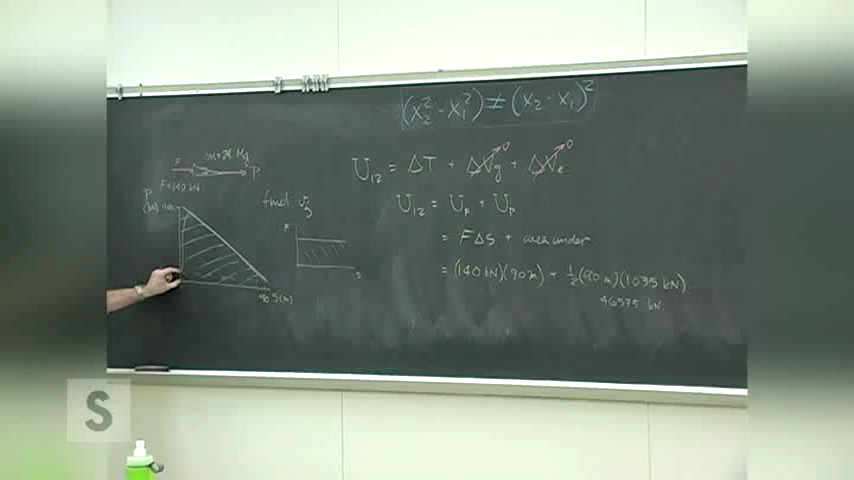 (x₂² - x₁²) ≠ (x₂ - x₁)²
U₁₂ = ΔT + ΔVg⁰ + ΔVe⁰
U₁₂ = U_F + U_P
= FΔs + area under
= (140 kN)(90 m) + ½(90 m)(1035 kN)
46575 kN
F
P
F=140 kN
P
(kN)
90 S(m)
find
F
s
S